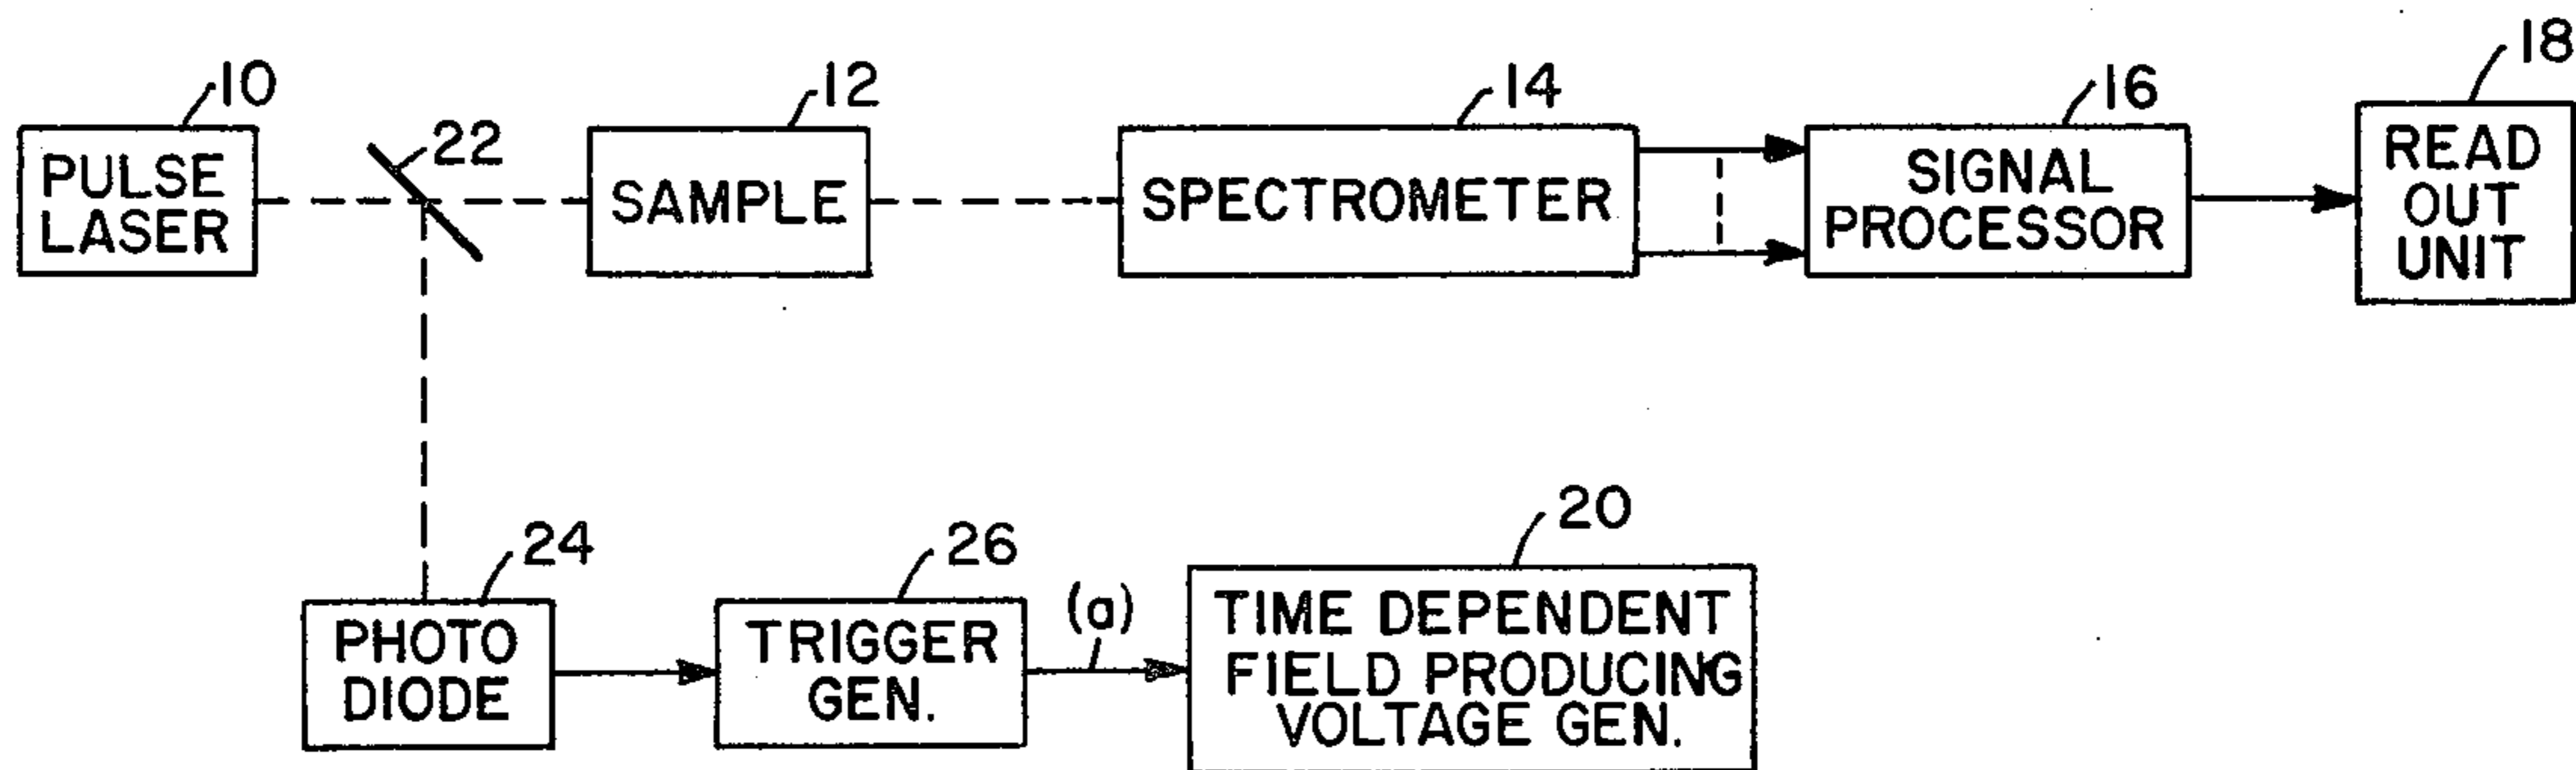 10
PULSE
LASER
22
12
SAMPLE
14
SPECTROMETER
16
SIGNAL
PROCESSOR
18
READ
OUT
UNIT
24
PHOTO
DIODE
26
TRIGGER
GEN.
(a)
20
TIME DEPENDENT
FIELD PRODUCING
VOLTAGE GEN.